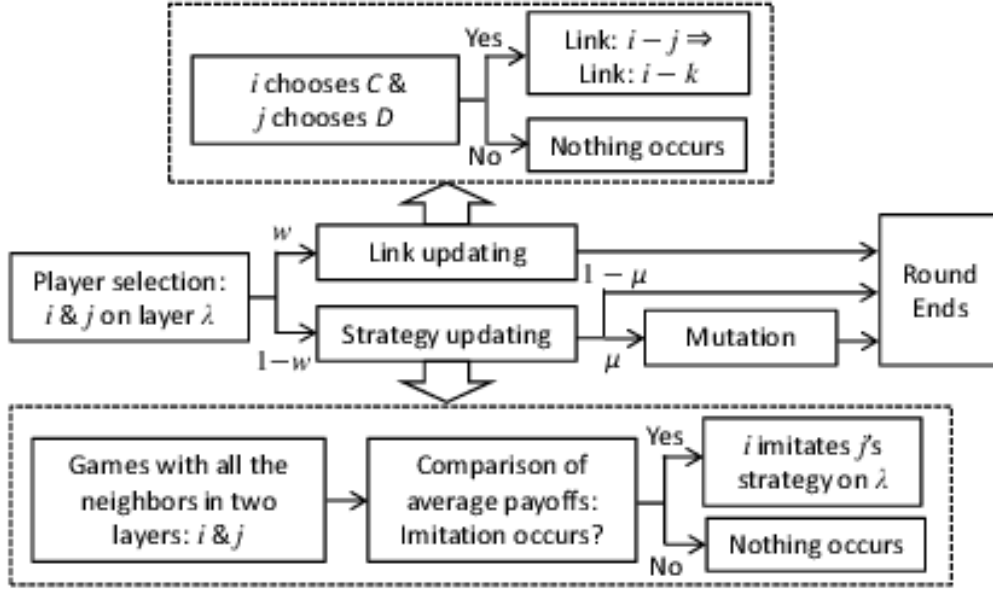 i chooses C &
j chooses D
Yes
Link: i – j ⇒
Link: i – k
No
Nothing occurs
Player selection:
i & j on layer λ
w
Link updating
1 – μ
1–w
Strategy updating
μ
Mutation
Round
Ends
Games with all the
neighbors in two
layers: i & j
Comparison of
average payoffs:
Imitation occurs?
Yes
i imitates j's
strategy on λ
No
Nothing occurs